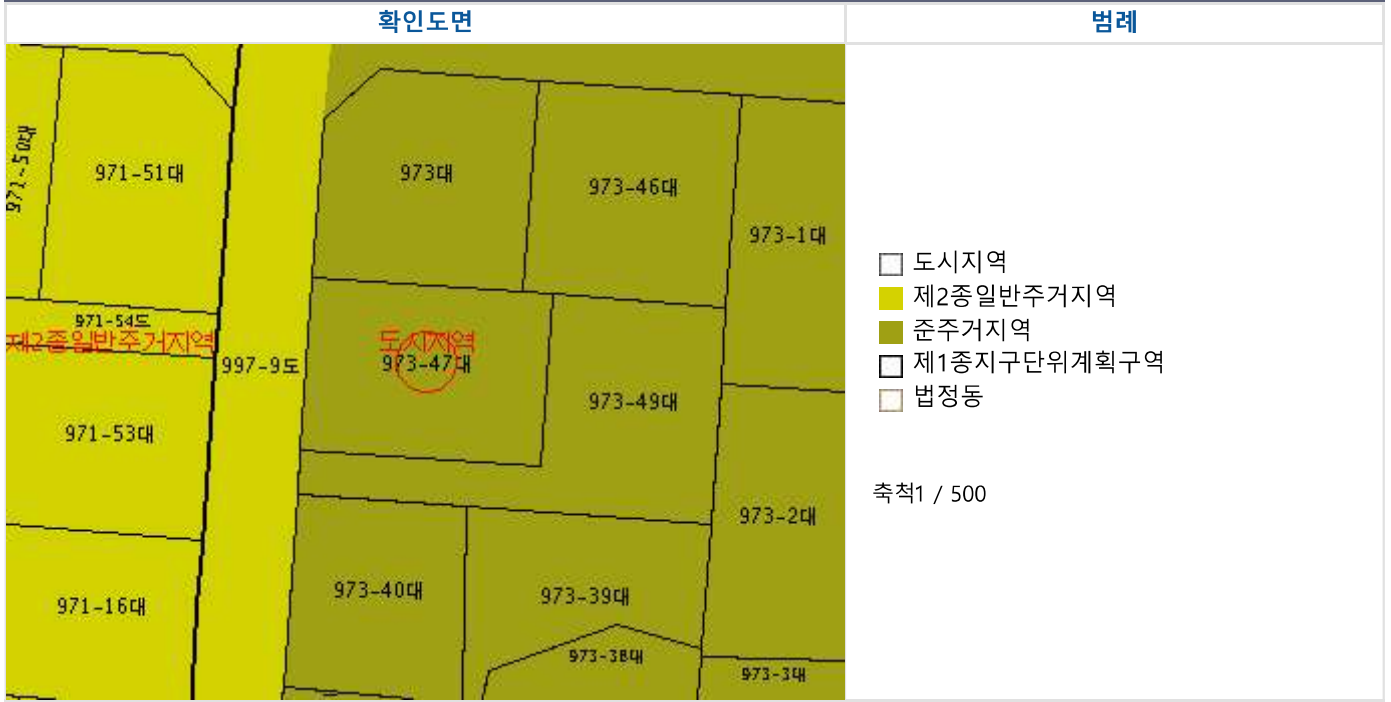 확인도면
범례
971-50대
971-51대
973대
973-46대
973-1대
971-54도
제2종일반주거지역
997-9도
도시지역
973-47대
973-49대
971-53대
973-2대
971-16대
973-40대
973-39대
973-38대
973-3대
도시지역
제2종일반주거지역
준주거지역
제1종지구단위계획구역
법정동
축척1 / 500